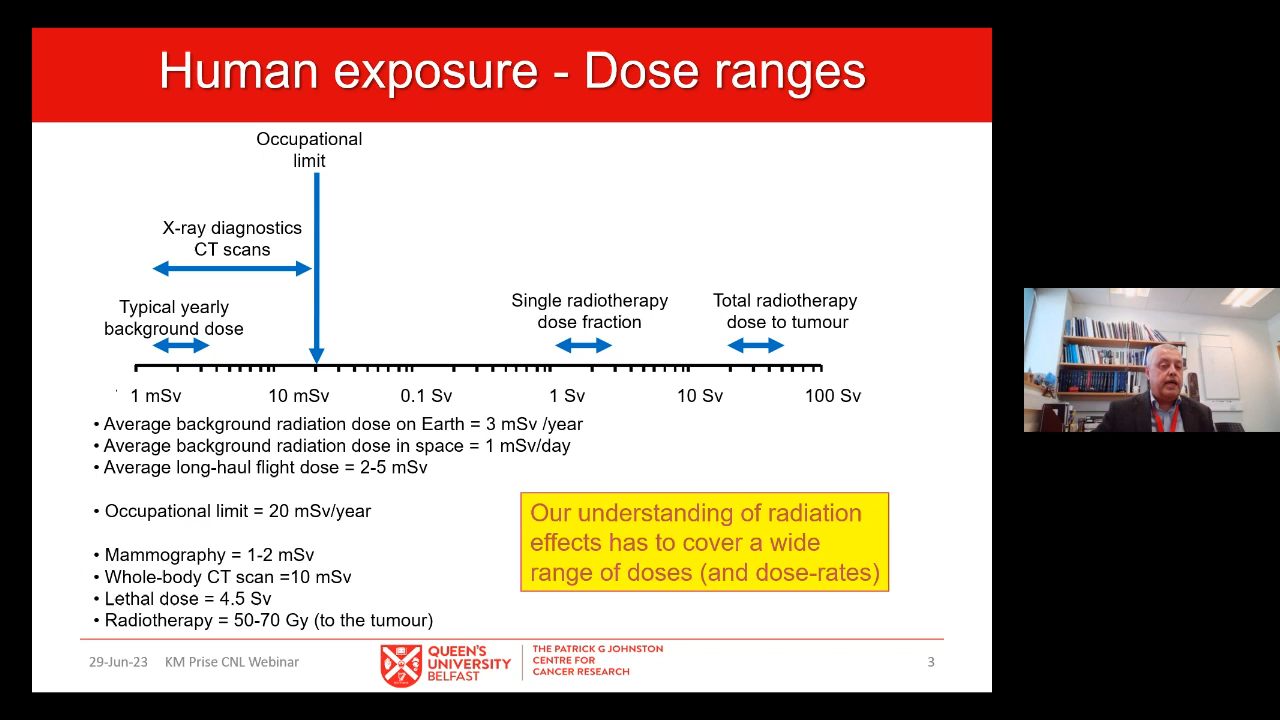 Human exposure - Dose ranges
Occupational
limit
X-ray diagnostics
CT scans
Typical yearly
background dose
Single radiotherapy
dose fraction
Total radiotherapy
dose to tumour
1 mSv
10 mSv
0.1 Sv
1 Sv
10 Sv
100 Sv
• Average background radiation dose on Earth = 3 mSv /year
• Average background radiation dose in space = 1 mSv/day
• Average long-haul flight dose = 2-5 mSv
• Occupational limit = 20 mSv/year
• Mammography = 1-2 mSv
• Whole-body CT scan =10 mSv
• Lethal dose = 4.5 Sv
• Radiotherapy = 50-70 Gy (to the tumour)
Our understanding of radiation
effects has to cover a wide
range of doses (and dose-rates)
29-Jun-23 KM Prise CNL Webinar
QUEEN'S
UNIVERSITY
BELFAST
THE PATRICK G JOHNSTON
CENTRE FOR
CANCER RESEARCH
3